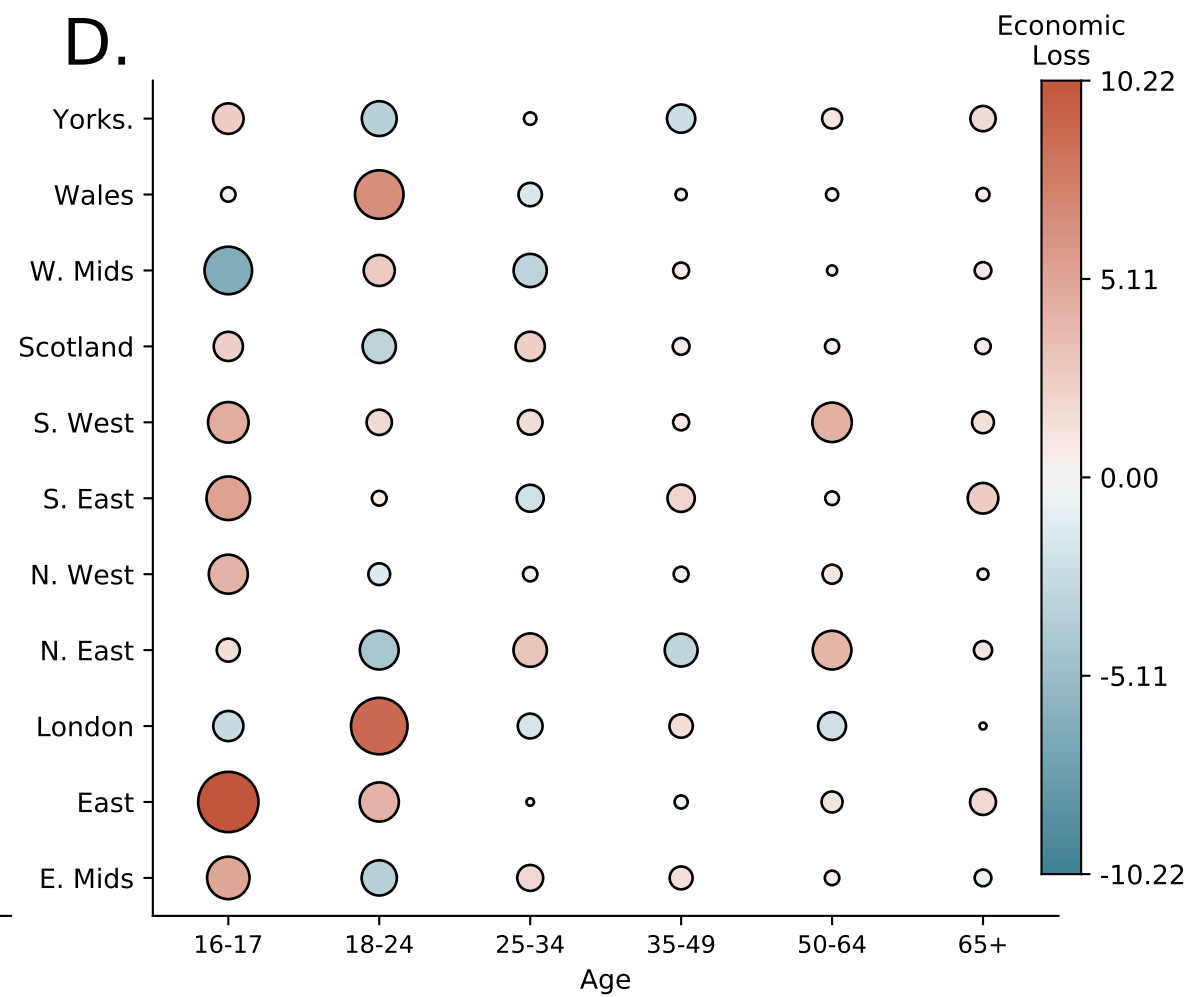 D.
Economic
Loss
10.22
5.11
0.00
-5.11
-10.22
Yorks.
Wales
W. Mids
Scotland
S. West
S. East
N. West
N. East
London
East
E. Mids
16-17 18-24 25-34 35-49 50-64 65+
Age